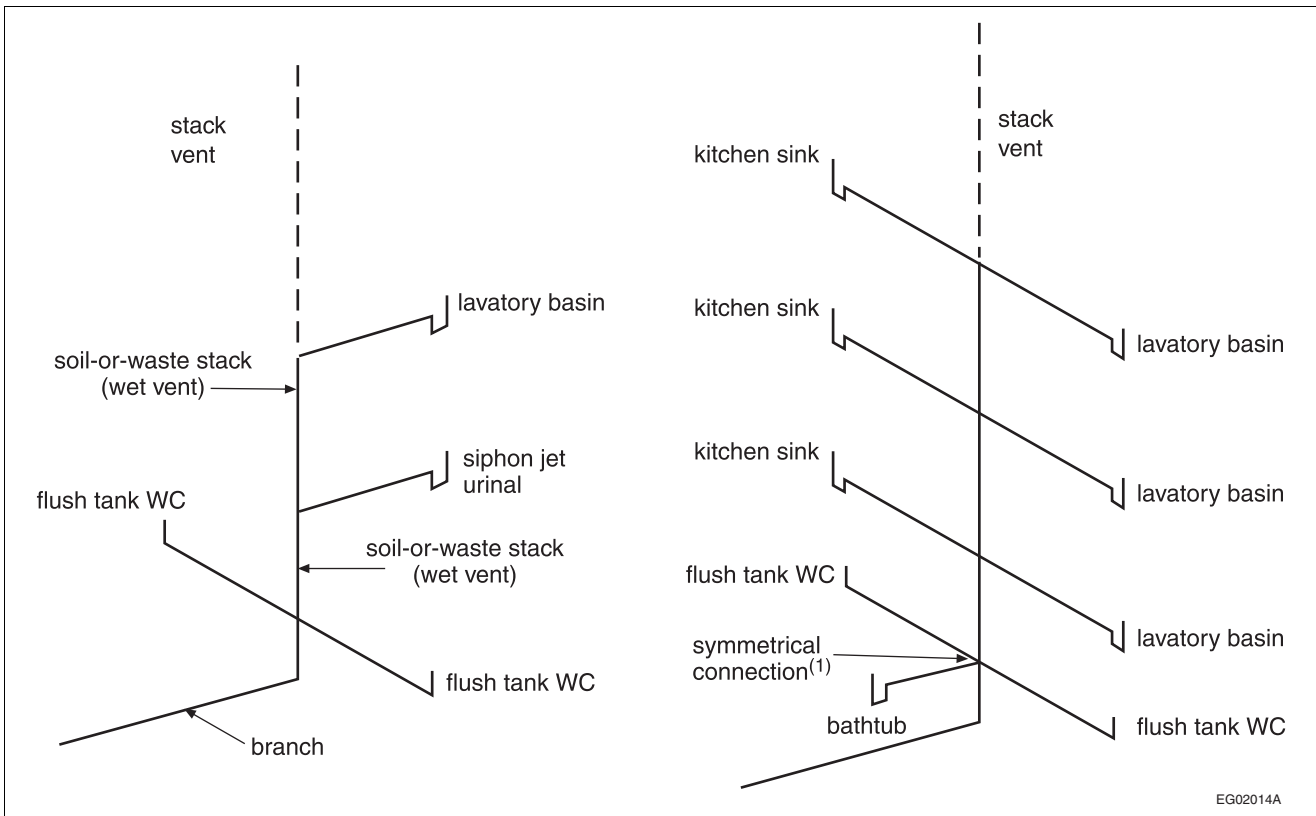 stack
vent
lavatory basin
soil-or-waste stack
(wet vent)
siphon jet
urinal
flush tank WC
soil-or-waste stack
(wet vent)
flush tank WC
branch
stack
vent
kitchen sink
lavatory basin
kitchen sink
lavatory basin
kitchen sink
flush tank WC
lavatory basin
symmetrical
connection(1)
bathtub
flush tank WC
EG02014A